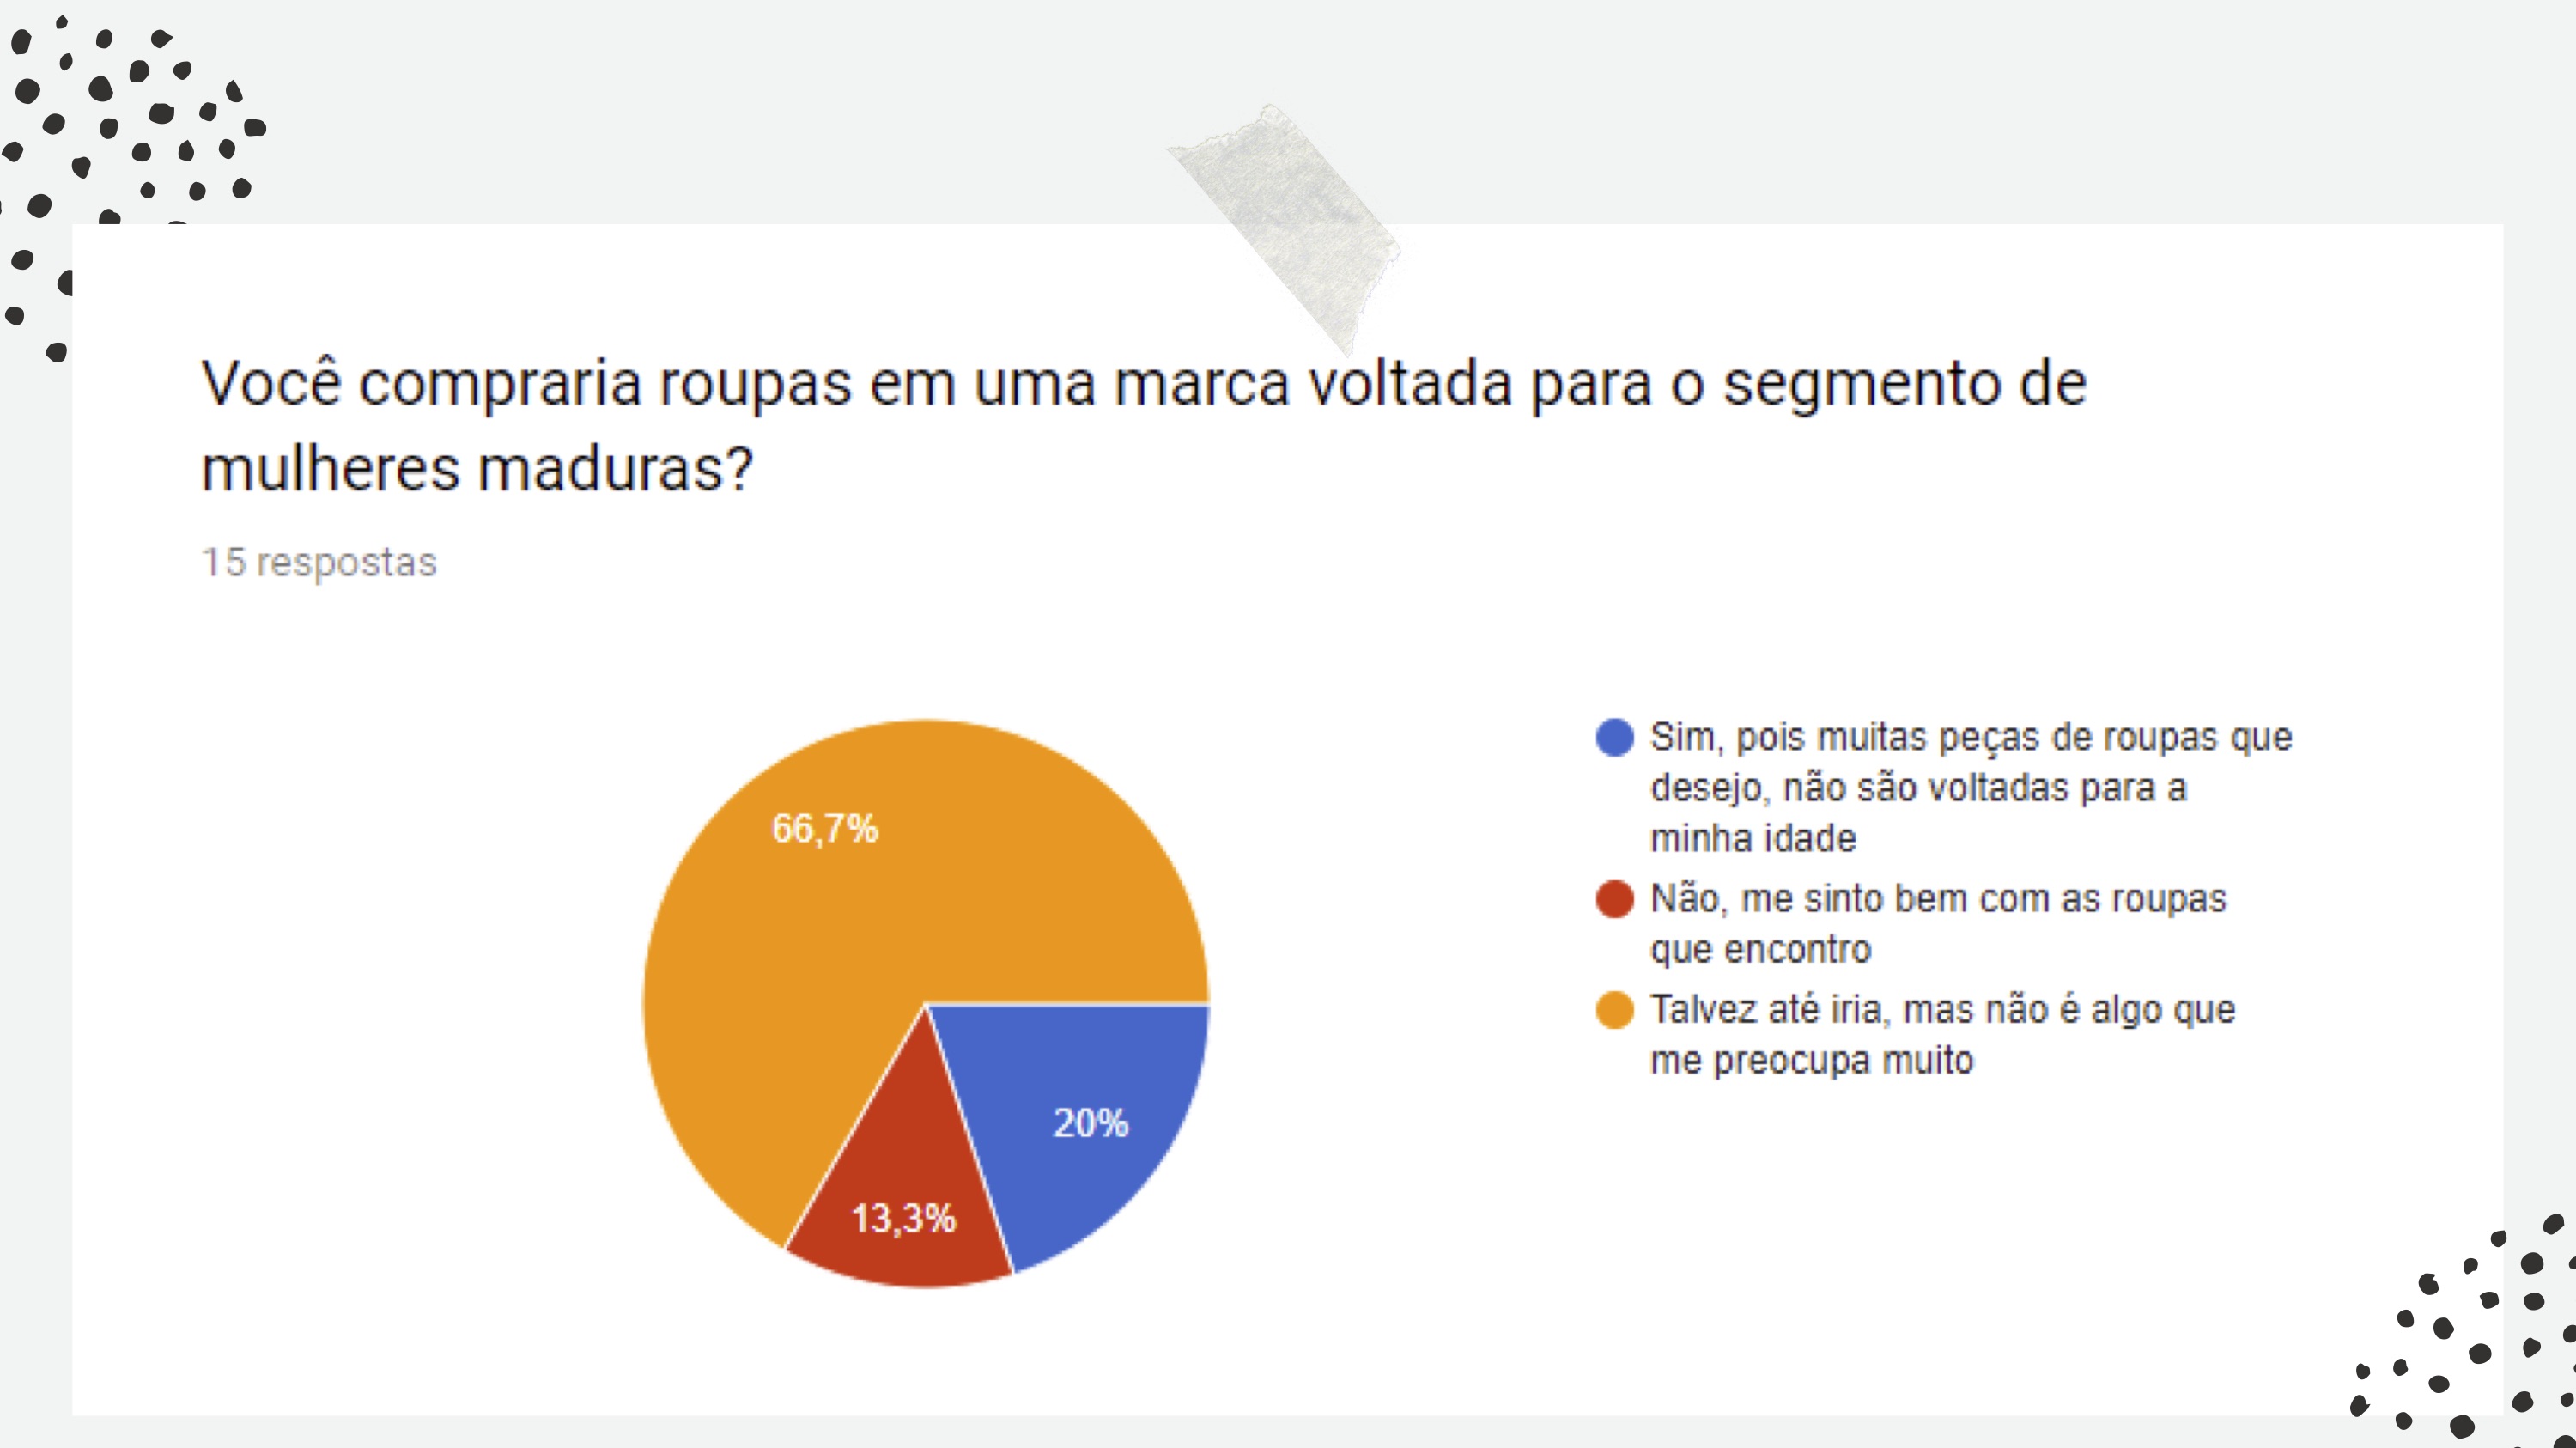 Você compraria roupas em uma marca voltada para o segmento de
mulheres maduras?
15 respostas
66,7%
20%
13,3%
Sim, pois muitas peças de roupas que
desejo, não são voltadas para a
minha idade
Não, me sinto bem com as roupas
que encontro
Talvez até iria, mas não é algo que
me preocupa muito